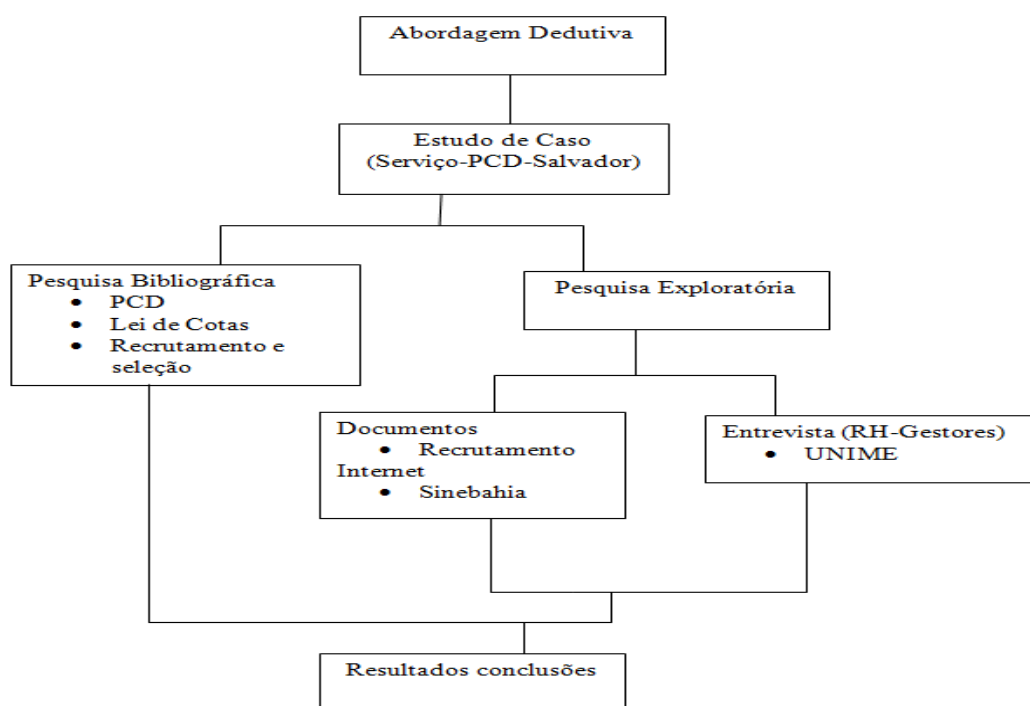 Abordagem Dedutiva
Estudo de Caso
(Serviço-PCD-Salvador)
Pesquisa Bibliográfica
• PCD
• Lei de Cotas
• Recrutamento e
seleção
Pesquisa Exploratória
Documentos
• Recrutamento
Internet
• Sinebahia
Entrevista (RH-Gestores)
• UNIME
Resultados conclusões